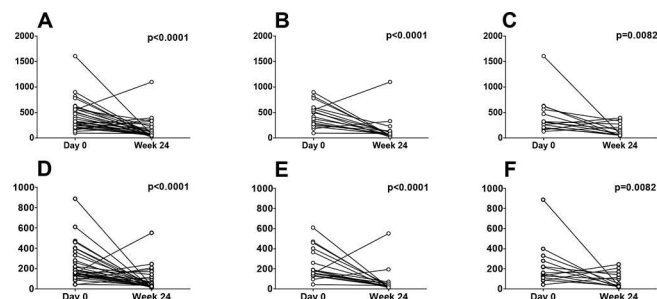 A
p<0.0001
2000
1500
1000
500
0
Day 0 Week 24
B
p<0.0001
2000
1500
1000
500
0
Day 0 Week 24
C
p=0.0082
2000
1500
1000
500
0
Day 0 Week 24
D
p<0.0001
1000
800
600
400
200
0
Day 0 Week 24
E
p<0.0001
1000
800
600
400
200
0
Day 0 Week 24
F
p=0.0082
1000
800
600
400
200
0
Day 0 Week 24